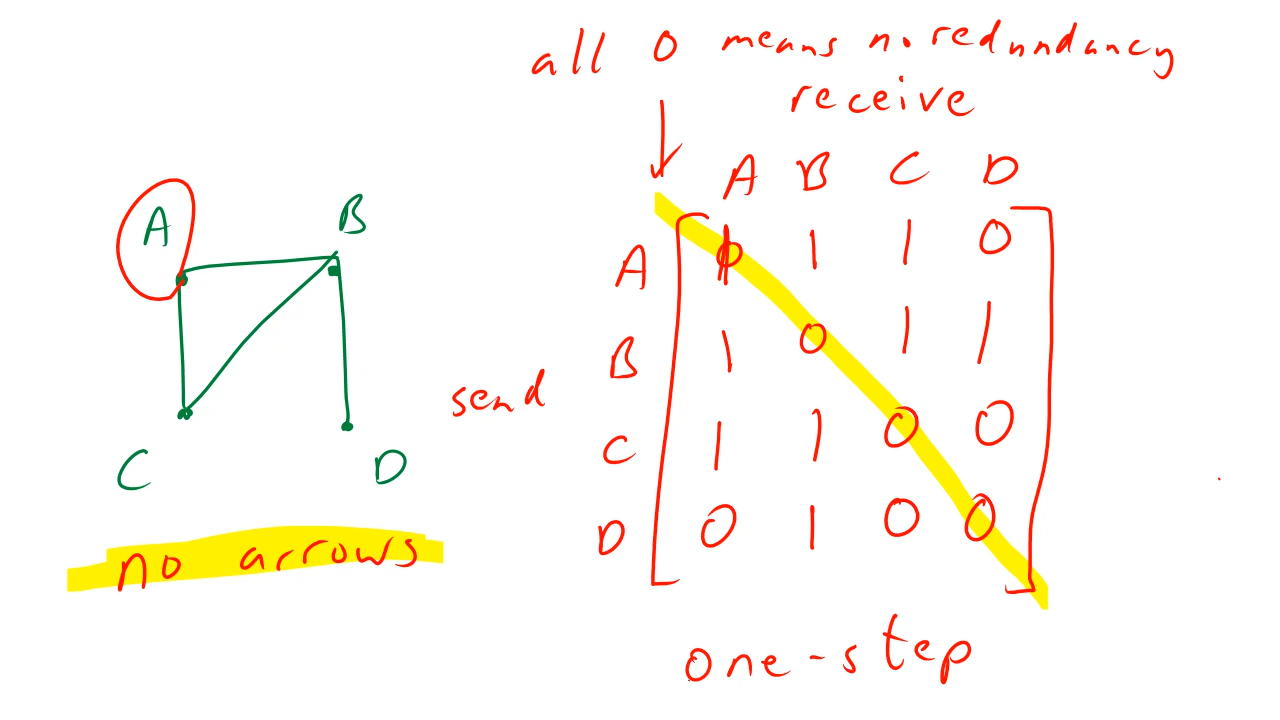 all 0 means no redundancy
receive
A B C D
A B
A 1 1 0
B 1 0 1 1
send
C 1 1 0 0
C D
D 0 1 0 0
no arrows
one-step